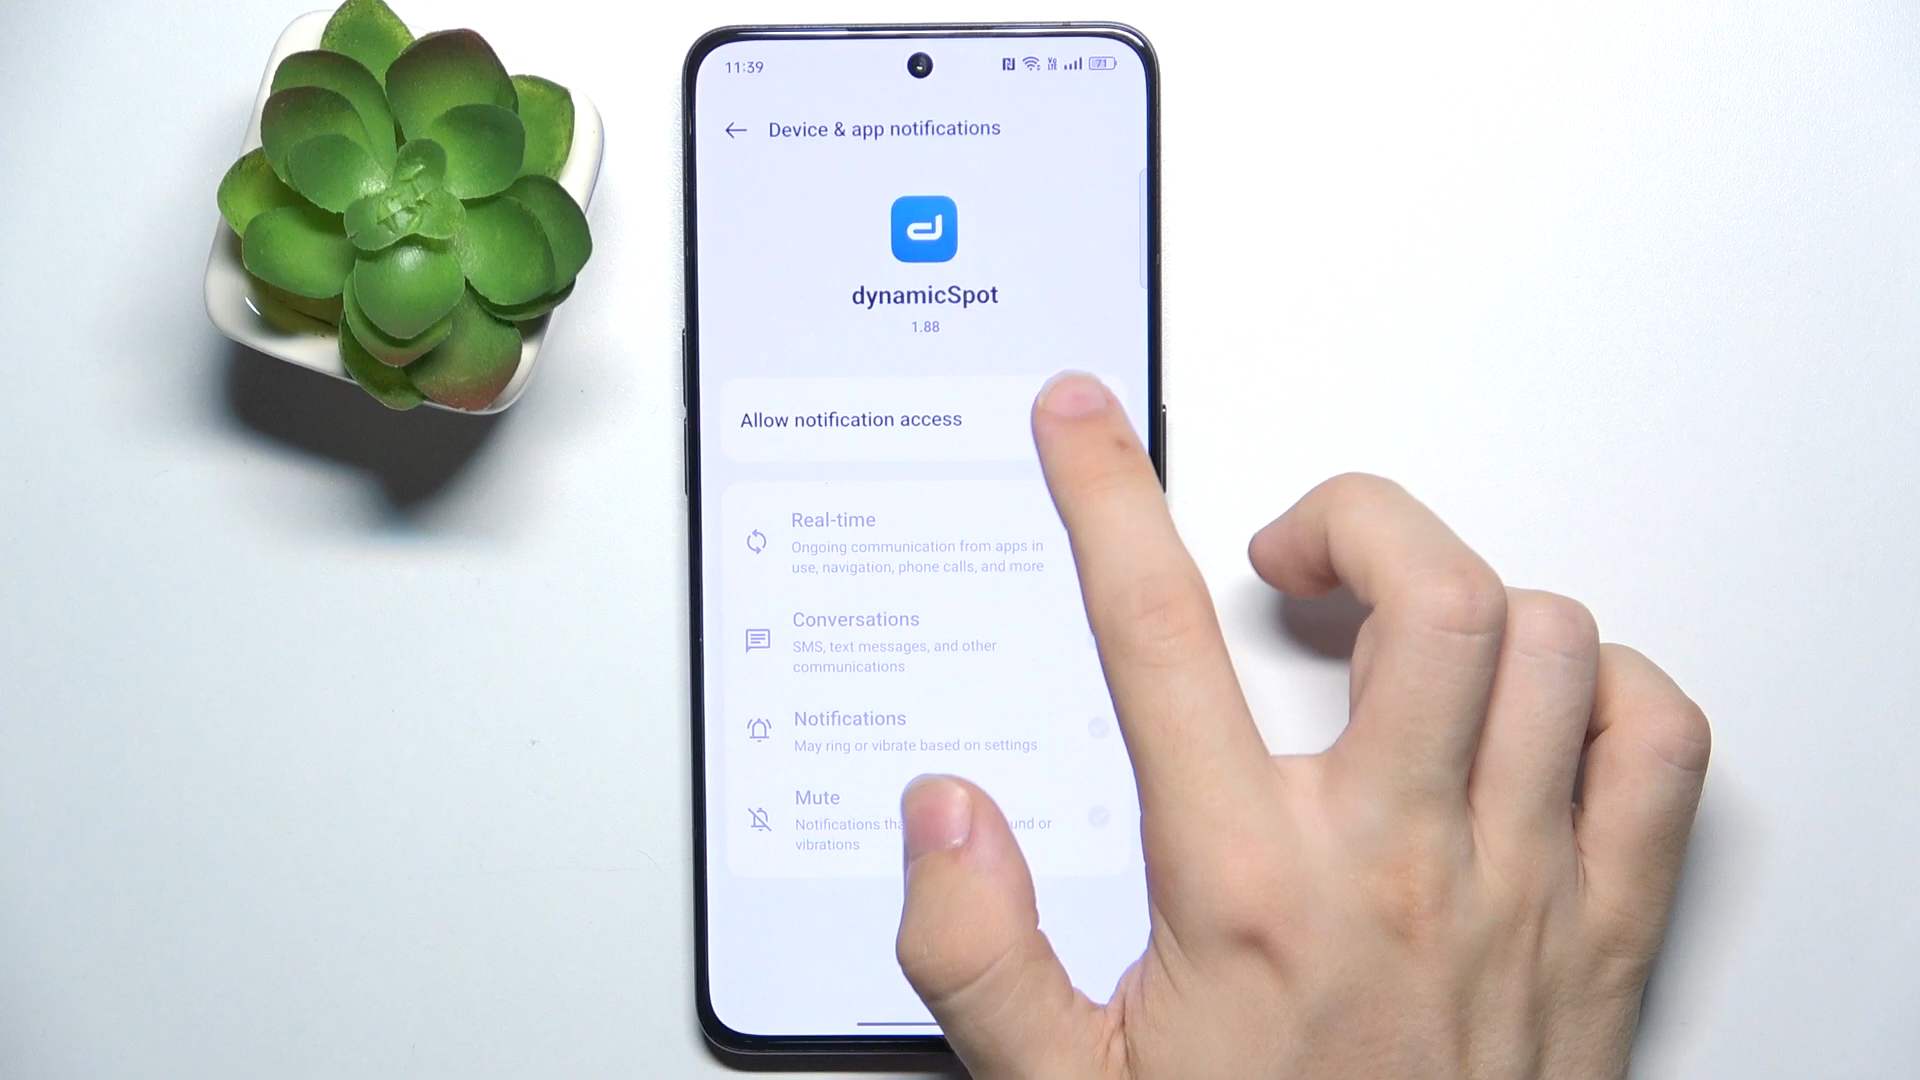 11:39
71
Device & app notifications
dynamicSpot
1.88
Allow notification access
Real-time
Ongoing communication from apps in
use, navigation, phone calls, and more
Conversations
SMS, text messages, and other
communications
Notifications
May ring or vibrate based on settings
Mute
Notifications or
vibrations